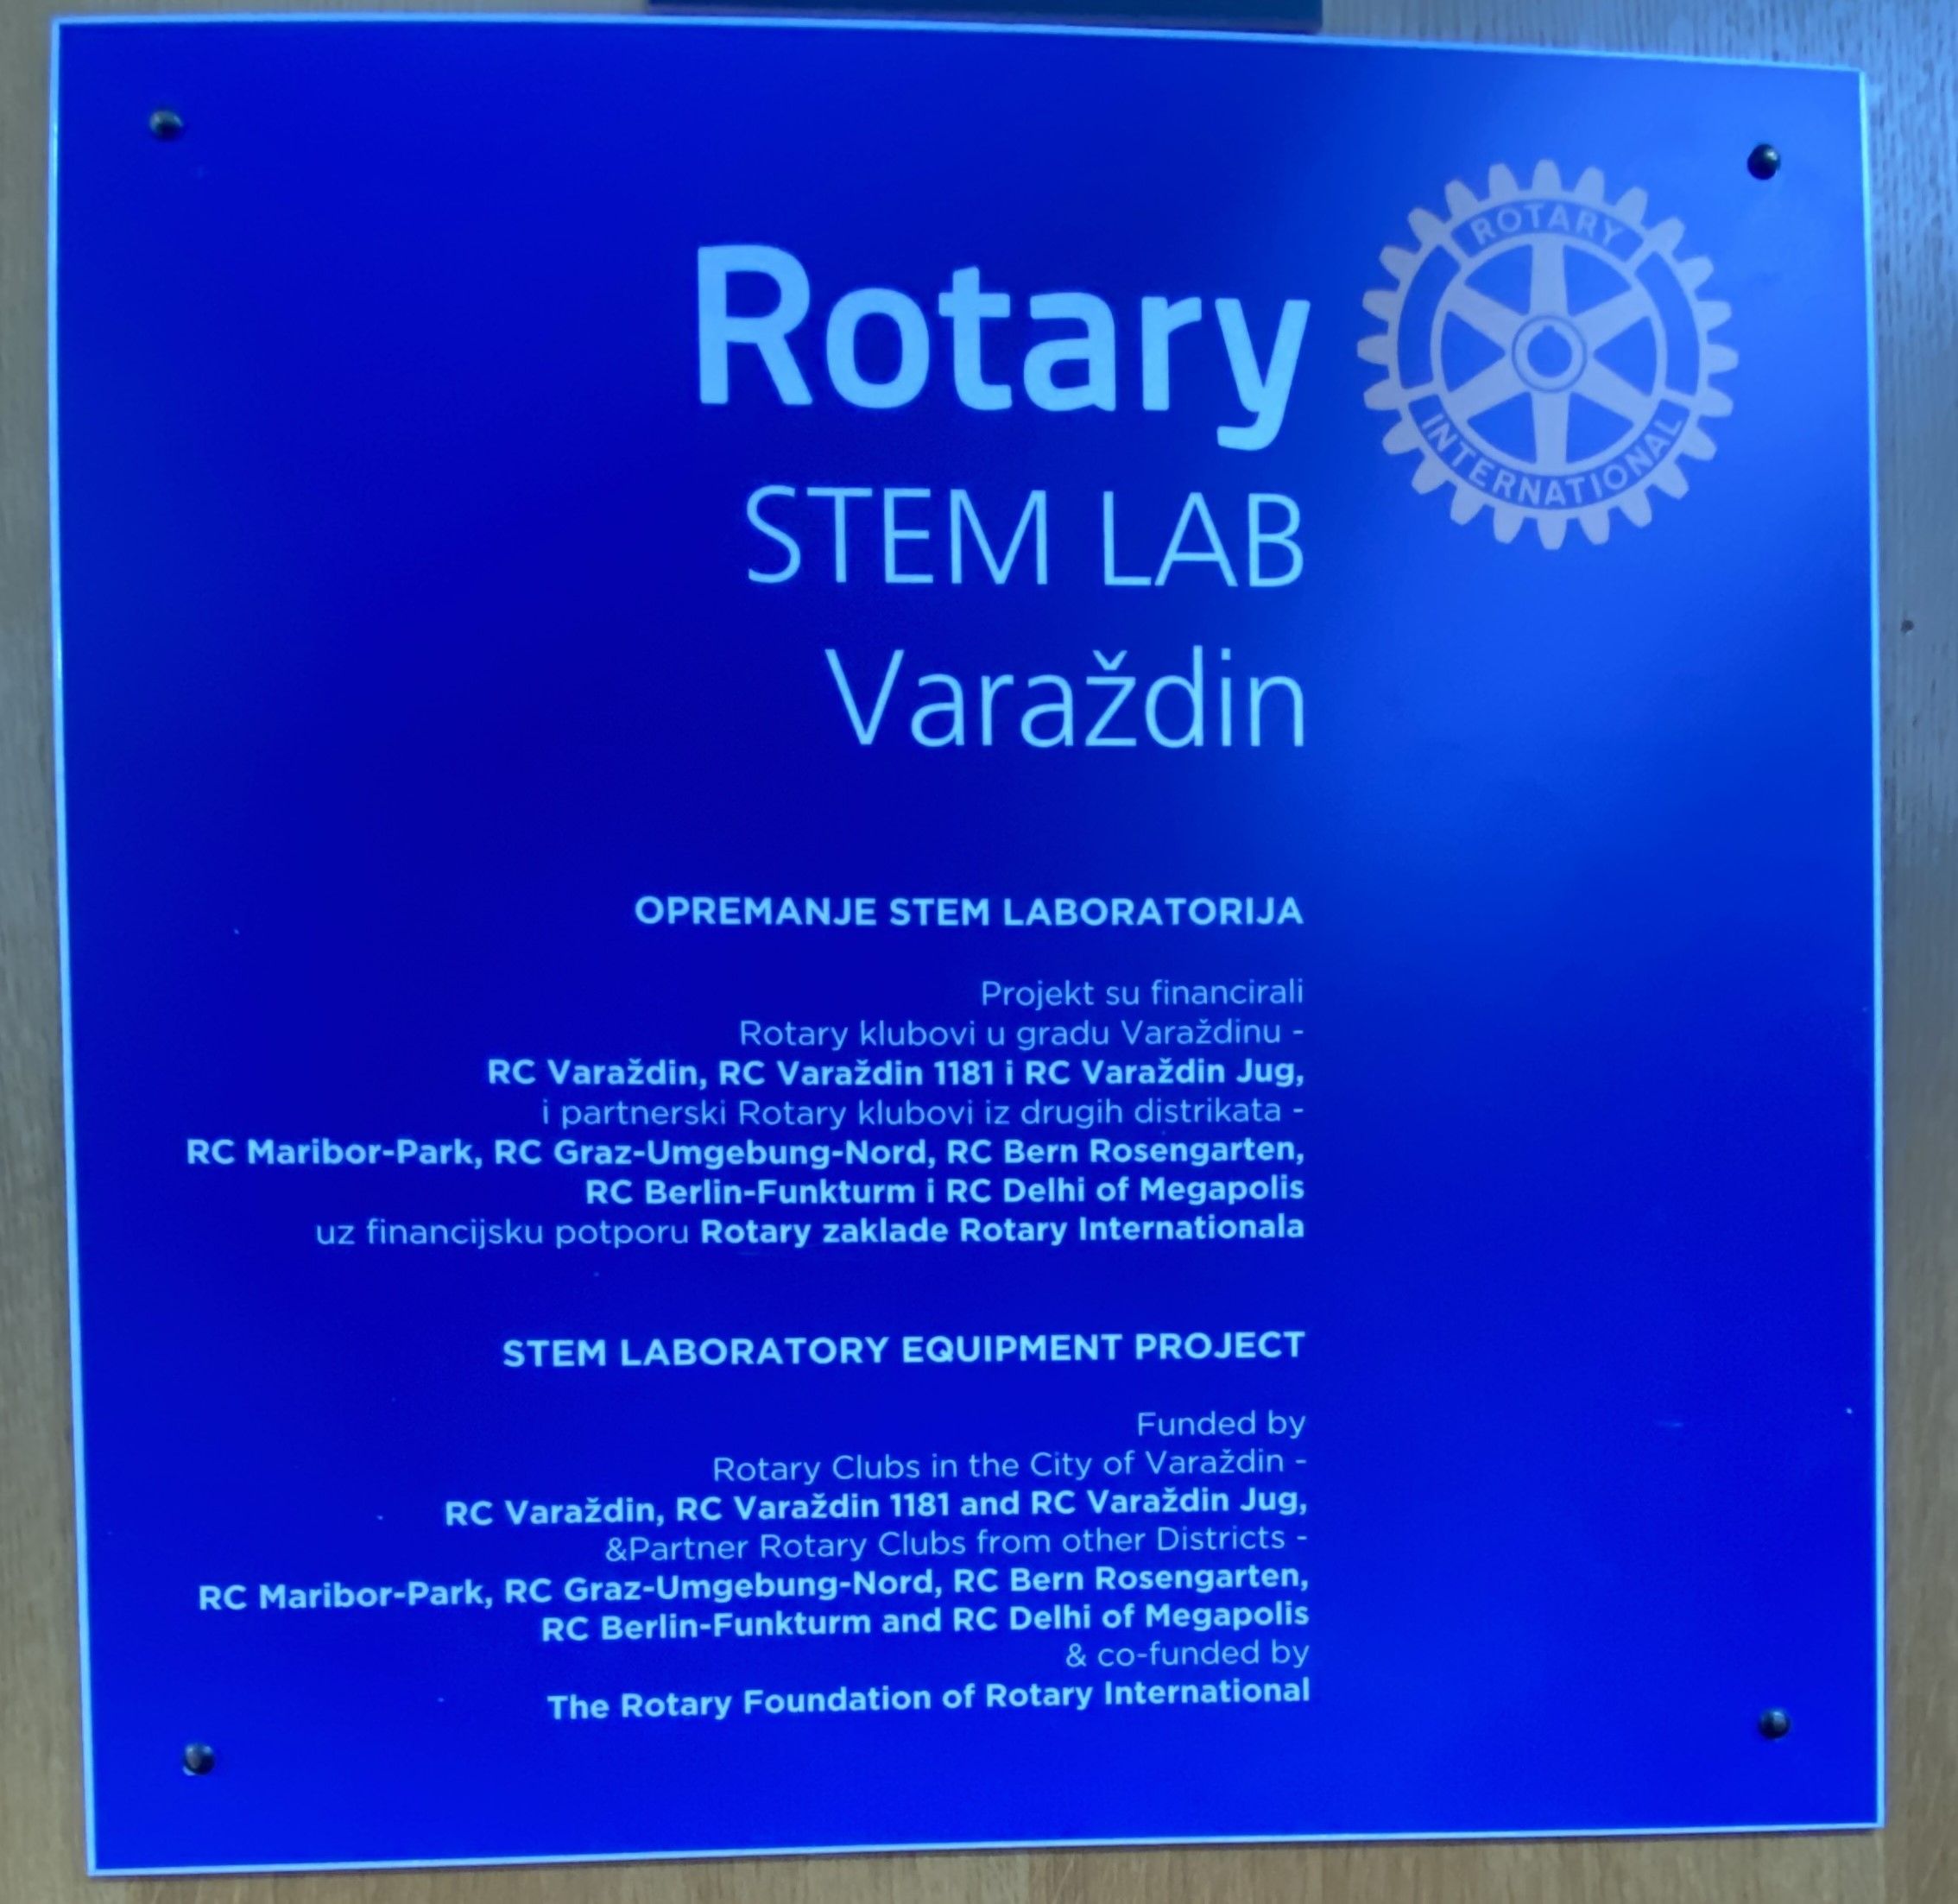 Rotary
ROTARY
INTERNATIONAL
STEM LAB
Varaždin
OPREMANJE STEM LABORATORIJA
Projekt su financirali
Rotary klubovi u gradu Varaždinu -
RC Varaždin, RC Varaždin 1181 i RC Varaždin Jug,
i partnerski Rotary klubovi iz drugih distrikata -
RC Maribor-Park, RC Graz-Umgebung-Nord, RC Bern Rosengarten,
RC Berlin-Funkturm i RC Delhi of Megapolis
uz financijsku potporu Rotary zaklade Rotary Internationala
STEM LABORATORY EQUIPMENT PROJECT
Funded by
Rotary Clubs in the City of Varaždin -
RC Varaždin, RC Varaždin 1181 and RC Varaždin Jug,
&Partner Rotary Clubs from other Districts -
RC Maribor-Park, RC Graz-Umgebung-Nord, RC Bern Rosengarten,
RC Berlin-Funkturm and RC Delhi of Megapolis
& co-funded by
The Rotary Foundation of Rotary International